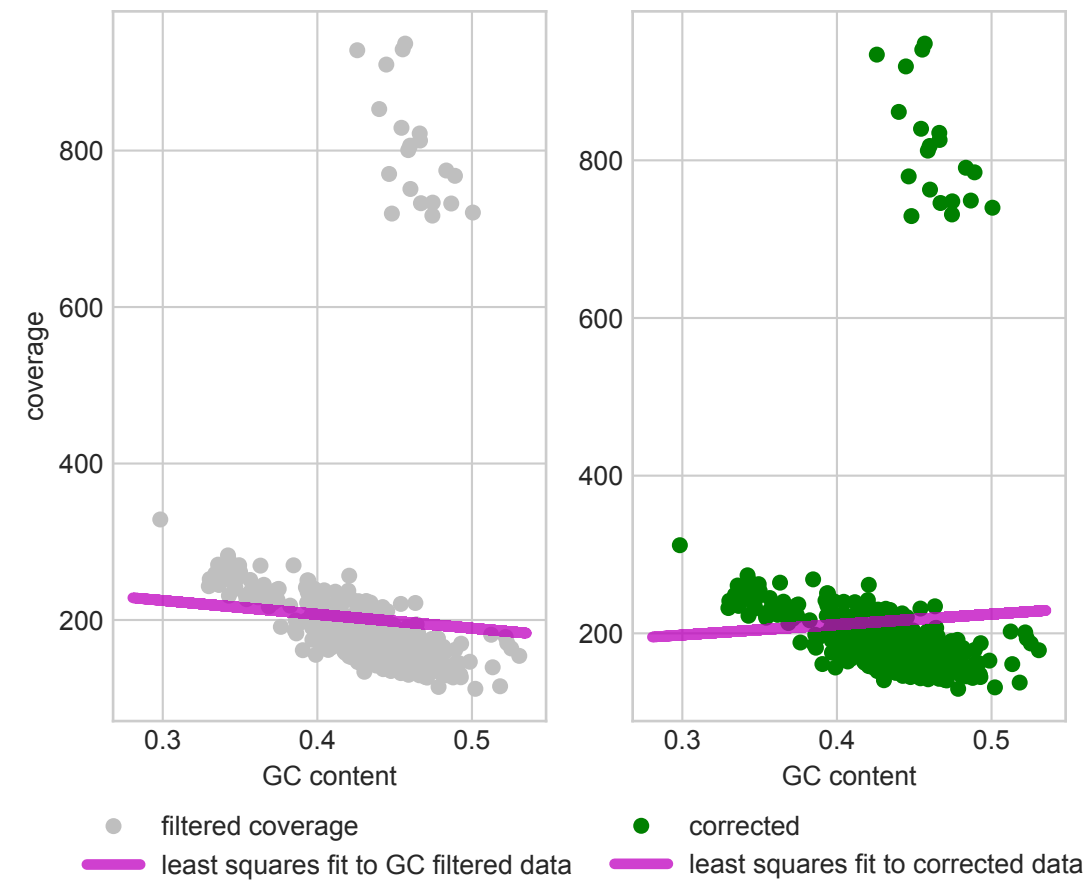 coverage
800
600
400
200
0.3 0.4 0.5
GC content
800
600
400
200
0.3 0.4 0.5
GC content
filtered coverage
least squares fit to GC filtered data
corrected
least squares fit to corrected data